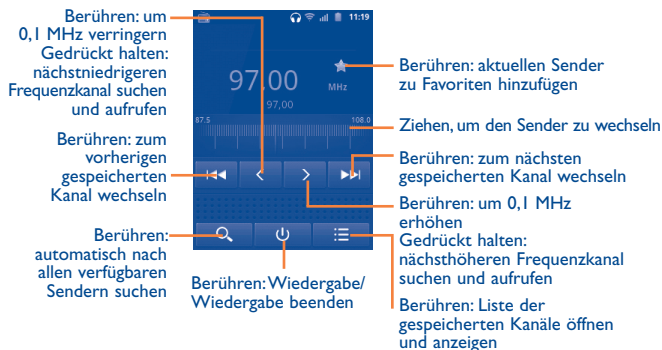 Berühren: um
0,1 MHz verringern
Gedrückt halten:
nächstniedrigeren
Frequenzkanal suchen
und aufrufen
Berühren: zum
vorherigen
gespeicherten
Kanal wechseln
Berühren:
automatisch nach
allen verfügbaren
Sendern suchen
11:19
97,00
MHz
97,00
87.5
108.0
Berühren: Wiedergabe/
Wiedergabe beenden
Berühren: aktuellen Sender
zu Favoriten hinzufügen
Ziehen, um den Sender zu wechseln
Berühren: zum nächsten
gespeicherten Kanal wechseln
Berühren: um 0,1 MHz
erhöhen
Gedrückt halten:
nächsthöheren Frequenzkanal
suchen und aufrufen
Berühren: Liste der
gespeicherten Kanäle öffnen
und anzeigen